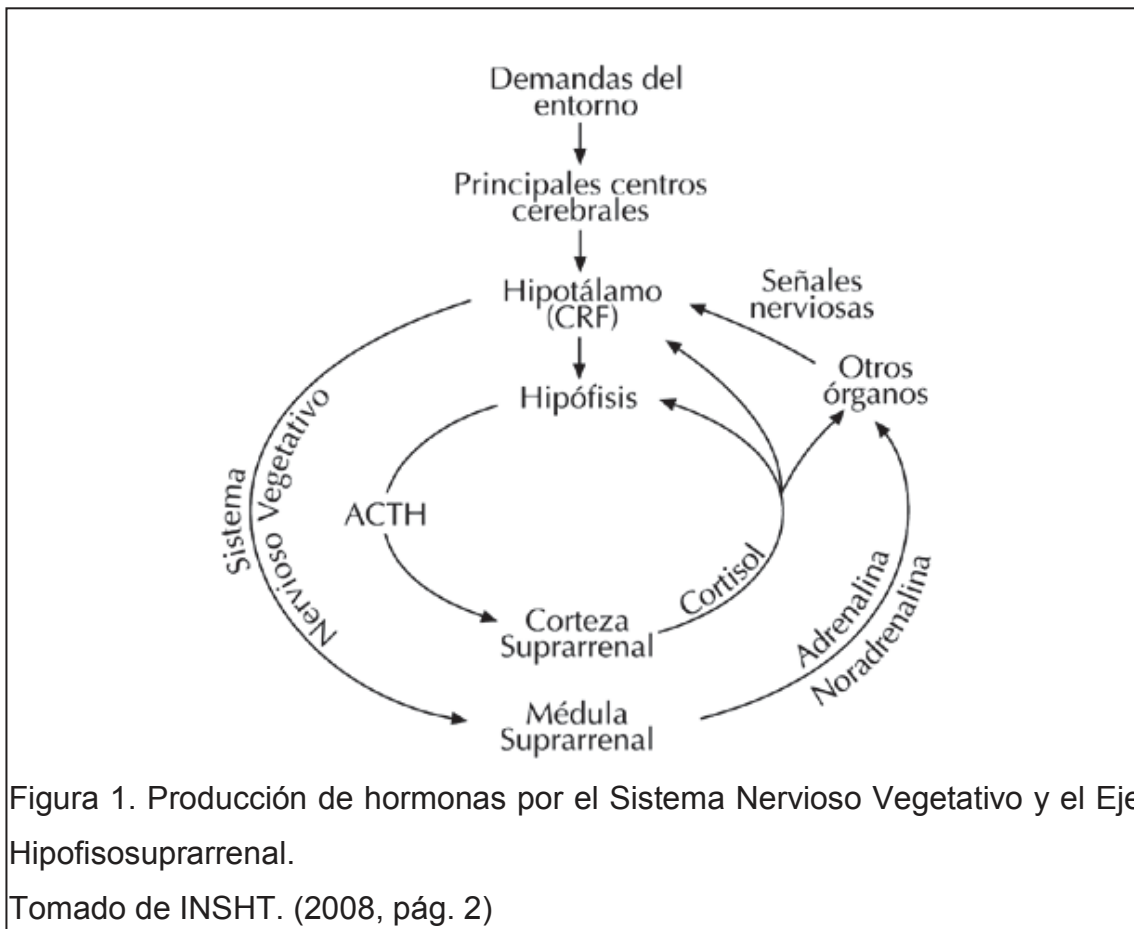 Demandas del
entorno
Principales centros
cerebrales
Hipotálamo
(CRF)
Señales
nerviosas
Otros
órganos
Hipófisis
Sistema
Nervioso Vegetativo
ACTH
Cortisol
Adrenalina
Noradrenalina
Corteza
Suprarrenal
Médula
Suprarrenal
Figura 1. Producción de hormonas por el Sistema Nervioso Vegetativo y el Eje
Hipofisosuprarrenal.
Tomado de INSHT. (2008, pág. 2)